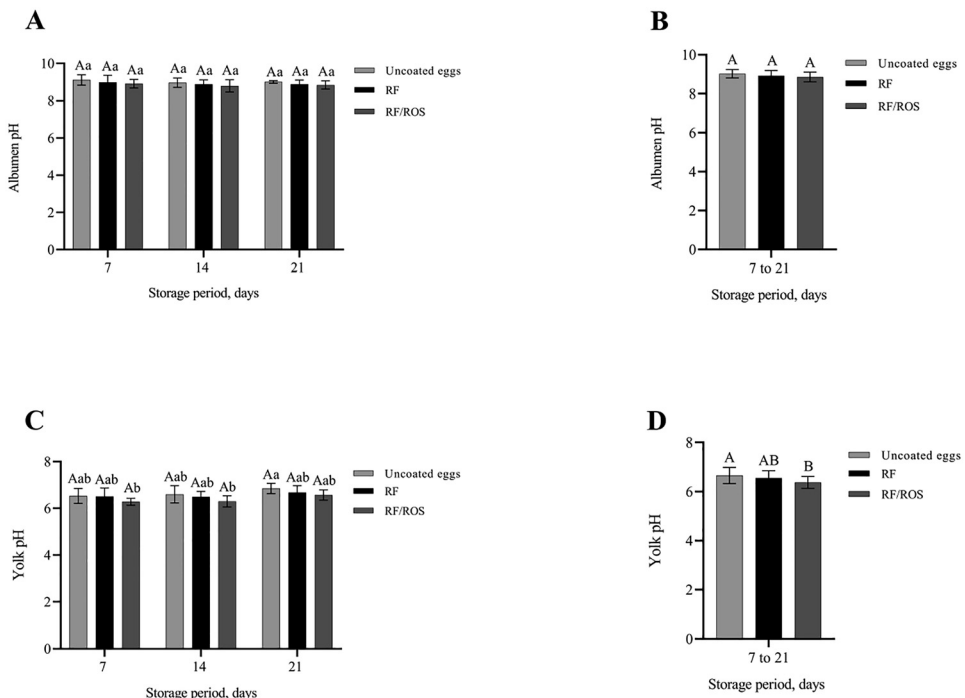 A
Albumen pH
10
8
6
4
2
0
Aa Aa Aa
Aa Aa Aa
Aa Aa Aa
7
14
21
Storage period, days
Uncoated eggs
RF
RF/ROS
B
Albumen pH
10
8
6
4
2
0
A A A
7 to 21
Storage period, days
Uncoated eggs
RF
RF/ROS
C
Yolk pH
8
6
4
2
0
Aab Aab Ab
Aab Aab Ab
Aa Aab Aab
7
14
21
Storage period, days
Uncoated eggs
RF
RF/ROS
D
Yolk pH
8
6
4
2
0
A AB B
7 to 21
Storage period, days
Uncoated eggs
RF
RF/ROS